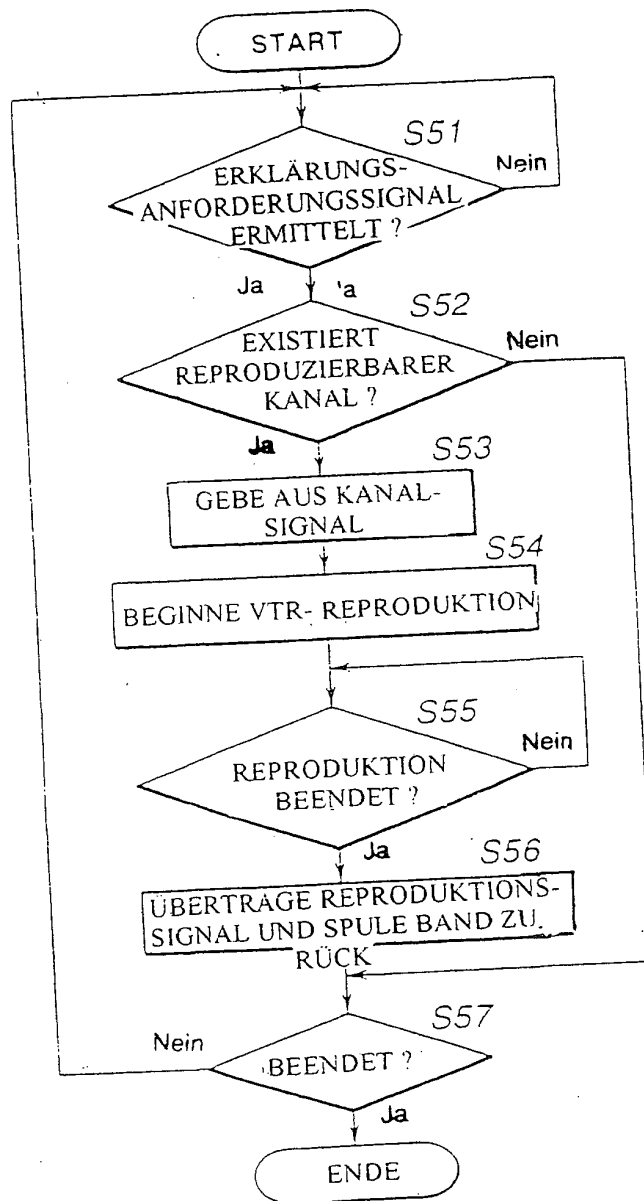 START
S51
Nein
ERKLÄRUNGS-
ANFORDERUNGSSIGNAL
ERMITTELT ?
Ja 'a
S52
Nein
EXISTIERT
REPRODUZIERBARER
KANAL ?
Ja
S53
GEBE AUS KANAL-
SIGNAL
S54
BEGINNE VTR- REPRODUKTION
S55
Nein
REPRODUKTION
BEENDET ?
Ja
S56
ÜBERTRAGE REPRODUKTIONS-
SIGNAL UND SPULE BAND ZU.
RÜCK
S57
Nein
BEENDET ?
Ja
ENDE